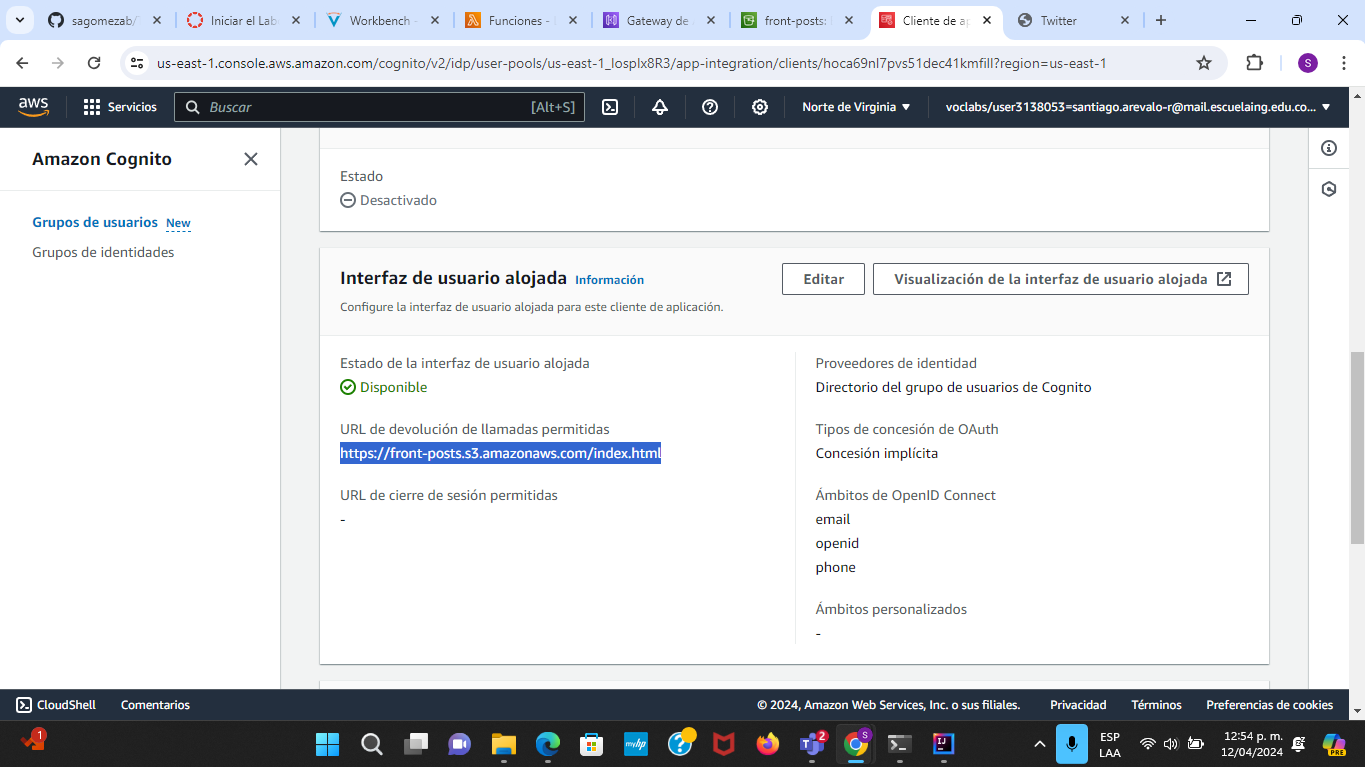 sagomezab/
Iniciar el Lab
Workbench -
Funciones - L
Gateway de
front-posts:
Cliente de ap
Twitter
us-east-1.console.aws.amazon.com/cognito/v2/idp/user-pools/us-east-1_losplx8R3/app-integration/clients/hoca69nl7pvs51dec41kmfill?region=us-east-1
S
aws
Servicios
Buscar
[Alt+S]
Norte de Virginia
voclabs/user3138053=santiago.arevalo-r@mail.escuelaing.edu.co...
Amazon Cognito
Grupos de usuarios New
Grupos de identidades
Estado
Desactivado
Interfaz de usuario alojada Información
Configure la interfaz de usuario alojada para este cliente de aplicación.
Editar
Visualización de la interfaz de usuario alojada
Estado de la interfaz de usuario alojada
Disponible
URL de devolución de llamadas permitidas
https://front-posts.s3.amazonaws.com/index.html
URL de cierre de sesión permitidas
-
Proveedores de identidad
Directorio del grupo de usuarios de Cognito
Tipos de concesión de OAuth
Concesión implícita
Ámbitos de OpenID Connect
email
openid
phone
Ámbitos personalizados
-
CloudShell
Comentarios
© 2024, Amazon Web Services, Inc. o sus filiales.
Privacidad
Términos
Preferencias de cookies
1
myhp
2
S
ESP
LAA
12:54 p. m.
12/04/2024
PRE